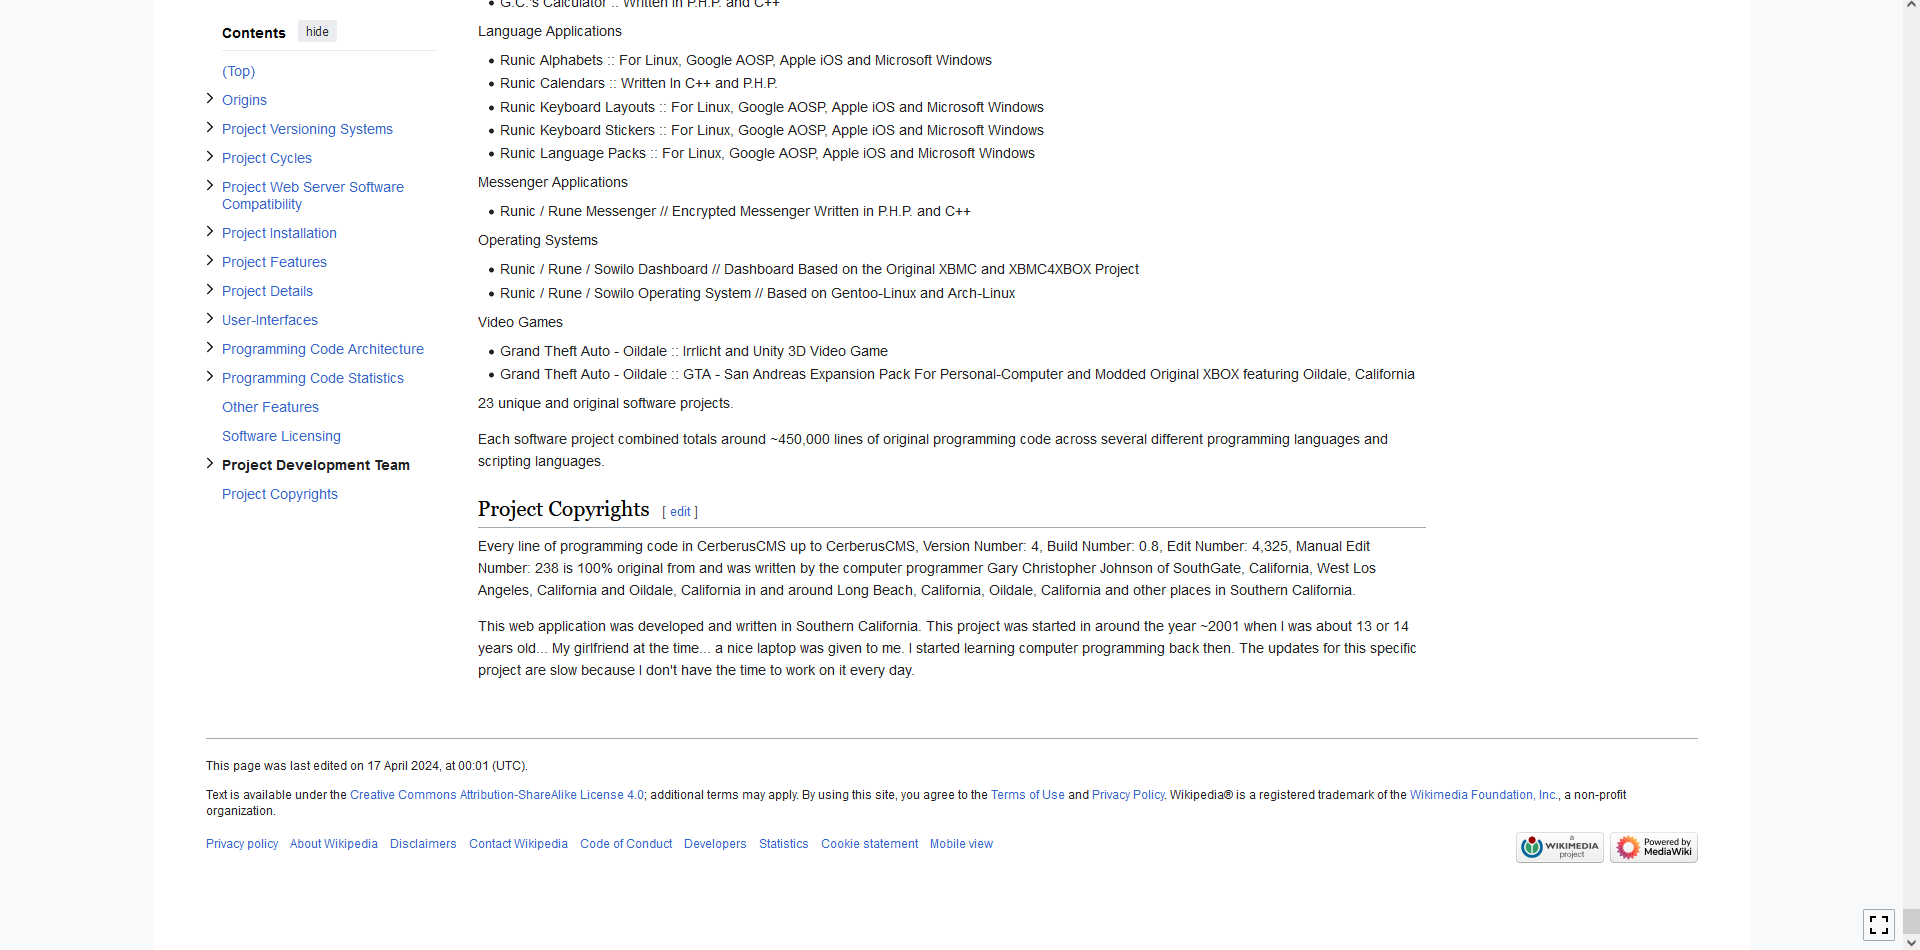 G.C.'s Calculator :: Written in P.H.P. and C++
Contents hide
(Top)
Origins
Project Versioning Systems
Project Cycles
Project Web Server Software
Compatibility
Project Installation
Project Features
Project Details
User-Interfaces
Programming Code Architecture
Programming Code Statistics
Other Features
Software Licensing
Project Development Team
Project Copyrights
Language Applications
Runic Alphabets :: For Linux, Google AOSP, Apple iOS and Microsoft Windows
Runic Calendars :: Written In C++ and P.H.P.
Runic Keyboard Layouts :: For Linux, Google AOSP, Apple iOS and Microsoft Windows
Runic Keyboard Stickers :: For Linux, Google AOSP, Apple iOS and Microsoft Windows
Runic Language Packs :: For Linux, Google AOSP, Apple iOS and Microsoft Windows
Messenger Applications
Runic / Rune Messenger // Encrypted Messenger Written in P.H.P. and C++
Operating Systems
Runic / Rune / Sowilo Dashboard // Dashboard Based on the Original XBMC and XBMC4XBOX Project
Runic / Rune / Sowilo Operating System // Based on Gentoo-Linux and Arch-Linux
Video Games
Grand Theft Auto - Oildale :: Irrlicht and Unity 3D Video Game
Grand Theft Auto - Oildale :: GTA - San Andreas Expansion Pack For Personal-Computer and Modded Original XBOX featuring Oildale, California
23 unique and original software projects.
Each software project combined totals around ~450,000 lines of original programming code across several different programming languages and
scripting languages.
Project Copyrights [ edit ]
Every line of programming code in CerberusCMS up to CerberusCMS, Version Number: 4, Build Number: 0.8, Edit Number: 4,325, Manual Edit
Number: 238 is 100% original from and was written by the computer programmer Gary Christopher Johnson of SouthGate, California, West Los
Angeles, California and Oildale, California in and around Long Beach, California, Oildale, California and other places in Southern California.
This web application was developed and written in Southern California. This project was started in around the year ~2001 when I was about 13 or 14
years old... My girlfriend at the time... a nice laptop was given to me. I started learning computer programming back then. The updates for this specific
project are slow because I don't have the time to work on it every day.
This page was last edited on 17 April 2024, at 00:01 (UTC).
Text is available under the Creative Commons Attribution-ShareAlike License 4.0; additional terms may apply. By using this site, you agree to the Terms of Use and Privacy Policy. Wikipedia® is a registered trademark of the Wikimedia Foundation, Inc., a non-profit
organization.
Privacy policy About Wikipedia Disclaimers Contact Wikipedia Code of Conduct Developers Statistics Cookie statement Mobile view
a
WIKIMEDIA
project
Powered by
MediaWiki